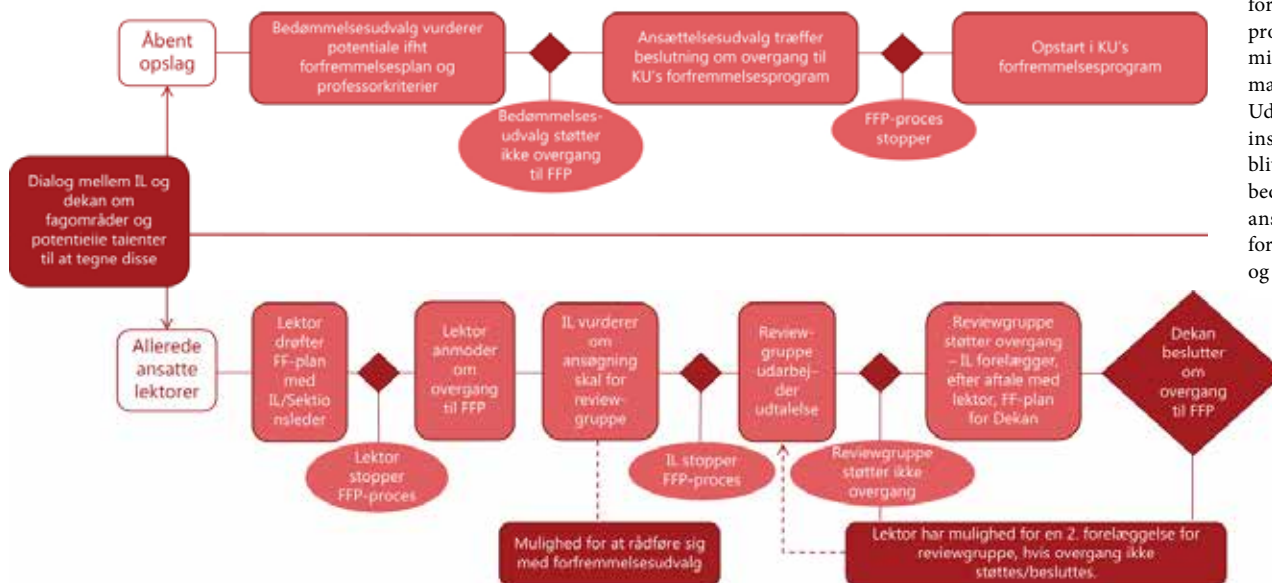 Åbent
opslag
Bedømmelsesudvalg vurderer
potentiale ifht
forfremmelsesplan og
professorkriterier
Bedømmelses-
udvalg støtter
ikke overgang
til FFP
Ansættelsesudvalg træffer
beslutning om overgang til
KU's forfremmelsesprogram
FFP-proces
stopper
Opstart i KU's
forfremmelsesprogram
Dialog mellem IL og
dekan om
fagområder og
potentielle talenter
til at tegne disse
Allerede
ansatte
lektorer
Lektor
drøfter
FF-plan
med
IL/Sektio
nsleder
Lektor
stopper
FFP-proces
Lektor
anmoder
om
overgang
til FFP
IL vurderer
om
ansøgning
skal for
review-
gruppe
Mulighed for at rådføre sig
med forfremmelsesudvalg
IL stopper
FFP-proces
Review-
gruppe
udarbej-
der
udtalelse
Reviewgruppe
støtter ikke
overgang
Reviewgruppe
støtter overgang
– IL forelægger,
efter aftale med
lektor, FF-plan
for Dekan
Dekan
beslutter
om
overgang
til FFP
Lektor har mulighed for en 2. forelæggelse for
reviewgruppe, hvis overgang ikke
støttes/besluttes.
for
pro
mi
ma
Ud
ins
bli
bec
ans
for
og